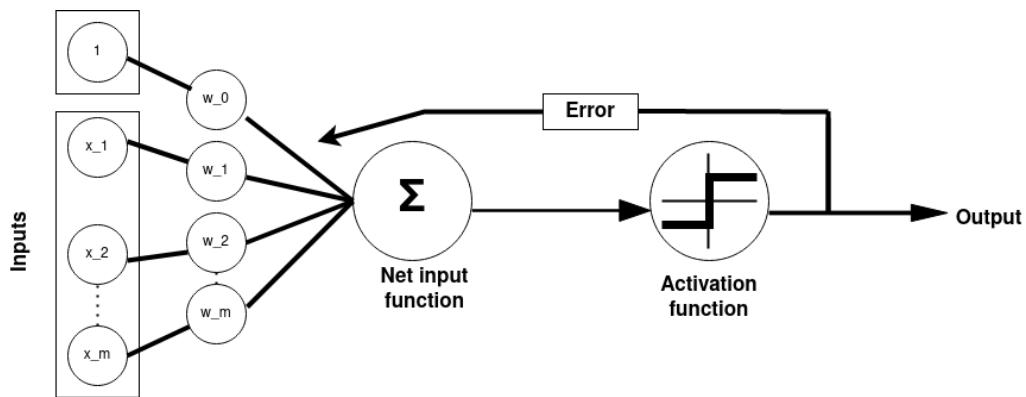 1
w_0
x_1
w_1
x_2
w_2
x_m
w_m
Inputs
Σ
Net input
function
Error
Activation
function
Output